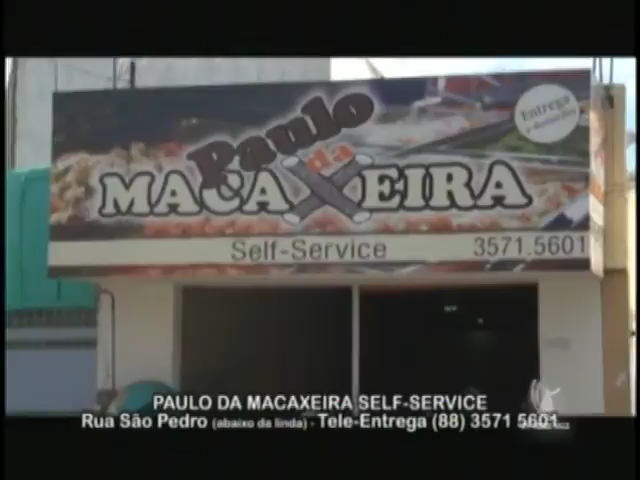 Paulo
da
MACAXEIRA
Entrega
a domicílio
Self-Service
3571.5601
PAULO DA MACAXEIRA SELF-SERVICE
Rua São Pedro (abaixo da linda) - Tele-Entrega (88) 3571 5601